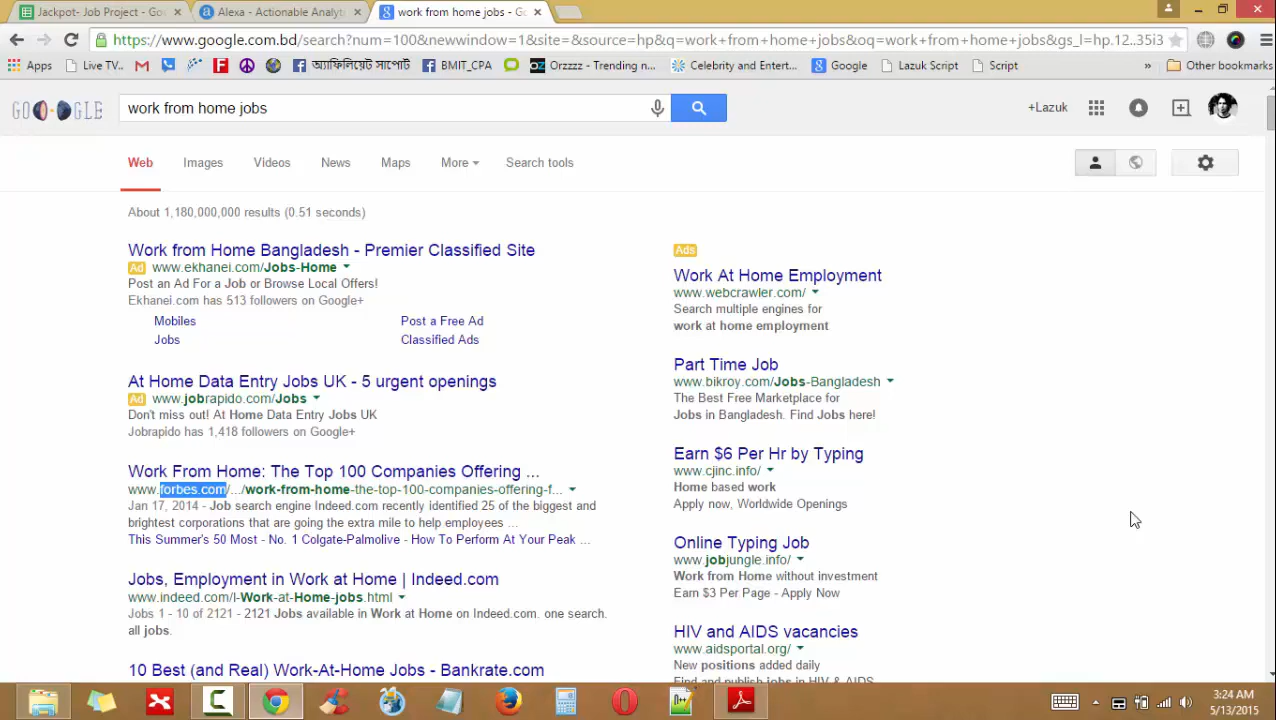 Jackpot- Job Project - Go
Alexa - Actionable Analyt
work from home jobs - Go
https://www.google.com.bd/search?num=100&newwindow=1&site=&source=hp&q=work+from+home+jobs&oq=work+from+home+jobs&gs_l=hp.12..35i3
Apps
Live TV..
অ্যাফিলিয়েট সাপোর্ট
BMIT_CPA
Orzzzz - Trending n...
Celebrity and Entert...
Google
Lazuk Script
Script
»
Other bookmarks
GOOGLE
work from home jobs
+Lazuk
Web
Images
Videos
News
Maps
More
Search tools
About 1,180,000,000 results (0.51 seconds)
Work from Home Bangladesh - Premier Classified Site
Ad www.ekhanei.com/Jobs-Home
Post an Ad For a Job or Browse Local Offers!
Ekhanei.com has 513 followers on Google+
Mobiles
Post a Free Ad
Jobs
Classified Ads
At Home Data Entry Jobs UK - 5 urgent openings
Ad www.jobrapido.com/Jobs
Don't miss out! At Home Data Entry Jobs UK
Jobrapido has 1,418 followers on Google+
Work From Home: The Top 100 Companies Offering ...
www.forbes.com/.../work-from-home-the-top-100-companies-offering-f...
Jan 17, 2014 - Job search engine Indeed.com recently identified 25 of the biggest and
brightest corporations that are going the extra mile to help employees ...
This Summer's 50 Most - No. 1 Colgate-Palmolive - How To Perform At Your Peak ...
Jobs, Employment in Work at Home | Indeed.com
www.indeed.com/l-Work-at-Home-jobs.html
Jobs 1 - 10 of 2121 - 2121 Jobs available in Work at Home on Indeed.com. one search.
all jobs.
10 Best (and Real) Work-At-Home Jobs - Bankrate.com
Ads
Work At Home Employment
www.webcrawler.com/
Search multiple engines for
work at home employment
Part Time Job
www.bikroy.com/Jobs-Bangladesh
The Best Free Marketplace for
Jobs in Bangladesh. Find Jobs here!
Earn $6 Per Hr by Typing
www.cjinc.info/
Home based work
Apply now, Worldwide Openings
Online Typing Job
www.jobjungle.info/
Work from Home without investment
Earn $3 Per Page - Apply Now
HIV and AIDS vacancies
www.aidsportal.org/
New positions added daily
Find and publish jobs in HIV & AIDS
3:24 AM
5/13/2015